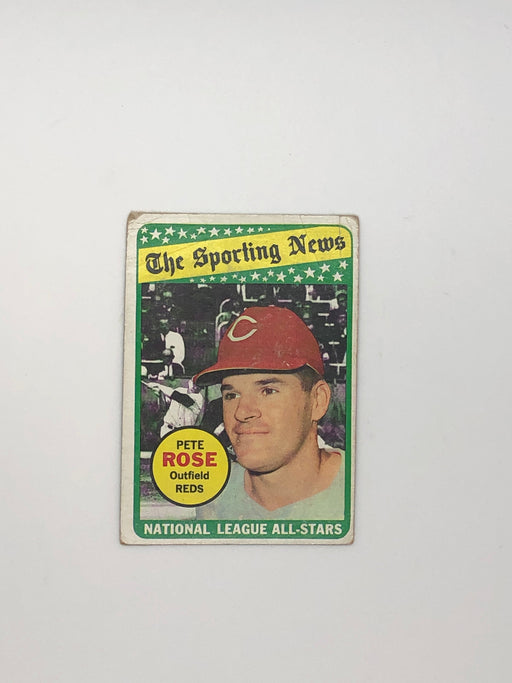 The Sporting News
C
PETE
ROSE
Outfield
REDS
NATIONAL LEAGUE ALL-STARS